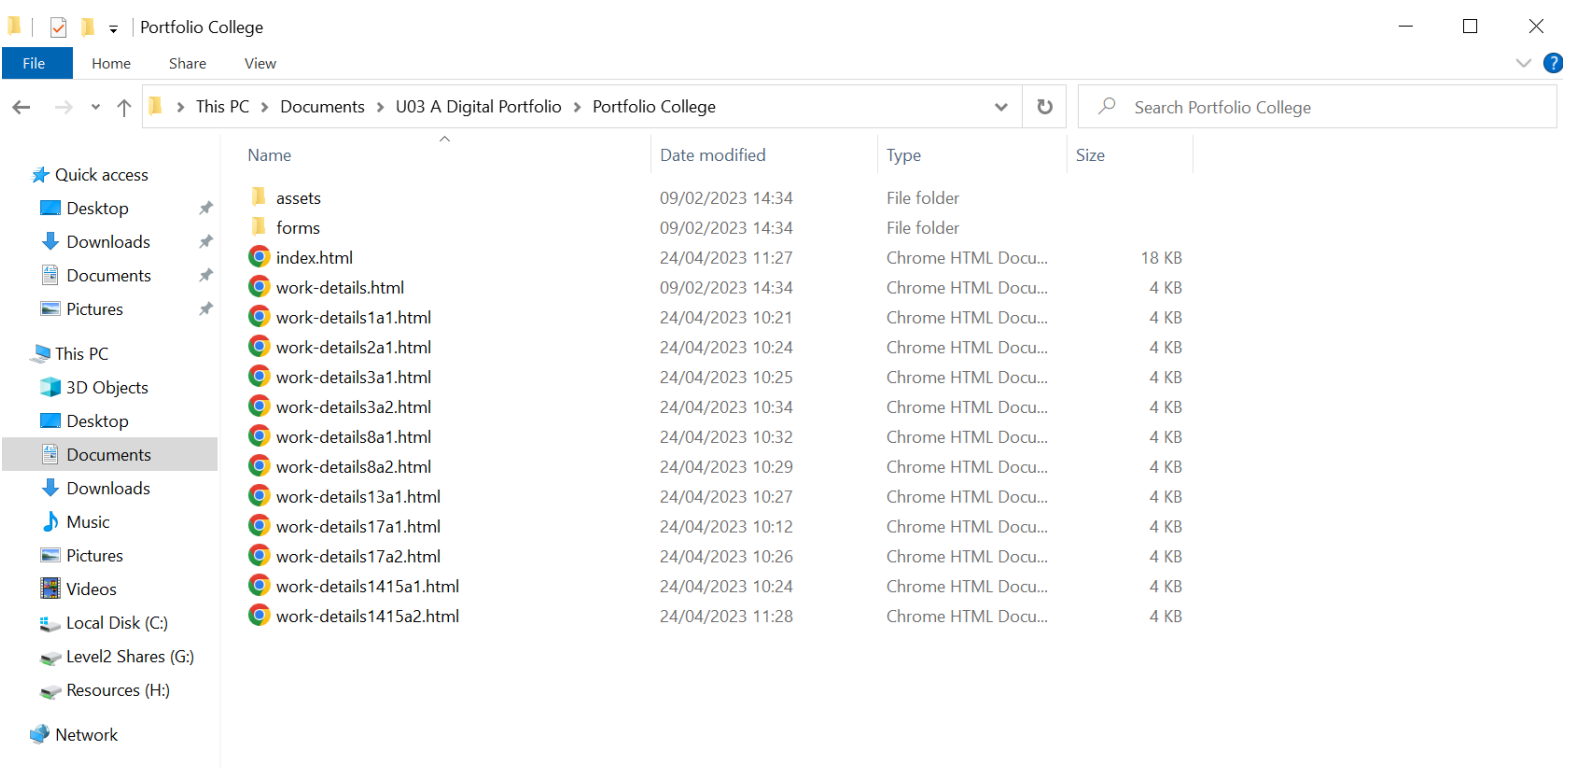 Portfolio College
File Home Share View
This PC > Documents > U03 A Digital Portfolio > Portfolio College
Search Portfolio College
Name Date modified Type Size
Quick access
Desktop
Downloads
Documents
Pictures
This PC
3D Objects
Desktop
Documents
Downloads
Music
Pictures
Videos
Local Disk (C:)
Level2 Shares (G:)
Resources (H:)
Network
assets 09/02/2023 14:34 File folder
forms 09/02/2023 14:34 File folder
index.html 24/04/2023 11:27 Chrome HTML Docu... 18 KB
work-details.html 09/02/2023 14:34 Chrome HTML Docu... 4 KB
work-details1a1.html 24/04/2023 10:21 Chrome HTML Docu... 4 KB
work-details2a1.html 24/04/2023 10:24 Chrome HTML Docu... 4 KB
work-details3a1.html 24/04/2023 10:25 Chrome HTML Docu... 4 KB
work-details3a2.html 24/04/2023 10:34 Chrome HTML Docu... 4 KB
work-details8a1.html 24/04/2023 10:32 Chrome HTML Docu... 4 KB
work-details8a2.html 24/04/2023 10:29 Chrome HTML Docu... 4 KB
work-details13a1.html 24/04/2023 10:27 Chrome HTML Docu... 4 KB
work-details17a1.html 24/04/2023 10:12 Chrome HTML Docu... 4 KB
work-details17a2.html 24/04/2023 10:26 Chrome HTML Docu... 4 KB
work-details1415a1.html 24/04/2023 10:24 Chrome HTML Docu... 4 KB
work-details1415a2.html 24/04/2023 11:28 Chrome HTML Docu... 4 KB